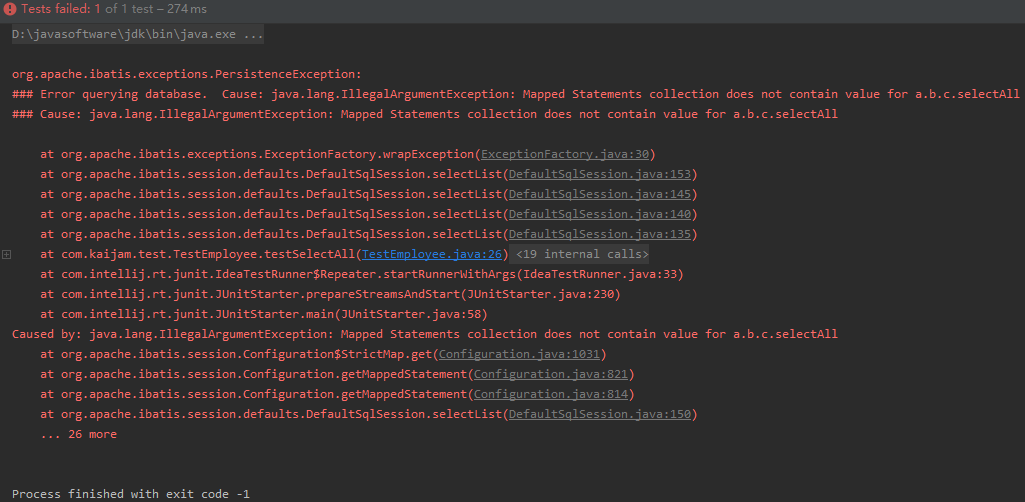 Tests failed: 1 of 1 test – 274 ms
D:\javasoftware\jdk\bin\java.exe ...
org.apache.ibatis.exceptions.PersistenceException:
### Error querying database.  Cause: java.lang.IllegalArgumentException: Mapped Statements collection does not contain value for a.b.c.selectAll
### Cause: java.lang.IllegalArgumentException: Mapped Statements collection does not contain value for a.b.c.selectAll
at org.apache.ibatis.exceptions.ExceptionFactory.wrapException(ExceptionFactory.java:30)
at org.apache.ibatis.session.defaults.DefaultSqlSession.selectList(DefaultSqlSession.java:153)
at org.apache.ibatis.session.defaults.DefaultSqlSession.selectList(DefaultSqlSession.java:145)
at org.apache.ibatis.session.defaults.DefaultSqlSession.selectList(DefaultSqlSession.java:140)
at org.apache.ibatis.session.defaults.DefaultSqlSession.selectList(DefaultSqlSession.java:135)
at com.kaijam.test.TestEmployee.testSelectAll(TestEmployee.java:26) <19 internal calls>
at com.intellij.rt.junit.IdeaTestRunner$Repeater.startRunnerWithArgs(IdeaTestRunner.java:33)
at com.intellij.rt.junit.JUnitStarter.prepareStreamsAndStart(JUnitStarter.java:230)
at com.intellij.rt.junit.JUnitStarter.main(JUnitStarter.java:58)
Caused by: java.lang.IllegalArgumentException: Mapped Statements collection does not contain value for a.b.c.selectAll
at org.apache.ibatis.session.Configuration$StrictMap.get(Configuration.java:1031)
at org.apache.ibatis.session.Configuration.getMappedStatement(Configuration.java:821)
at org.apache.ibatis.session.Configuration.getMappedStatement(Configuration.java:814)
at org.apache.ibatis.session.defaults.DefaultSqlSession.selectList(DefaultSqlSession.java:150)
... 26 more
Process finished with exit code -1